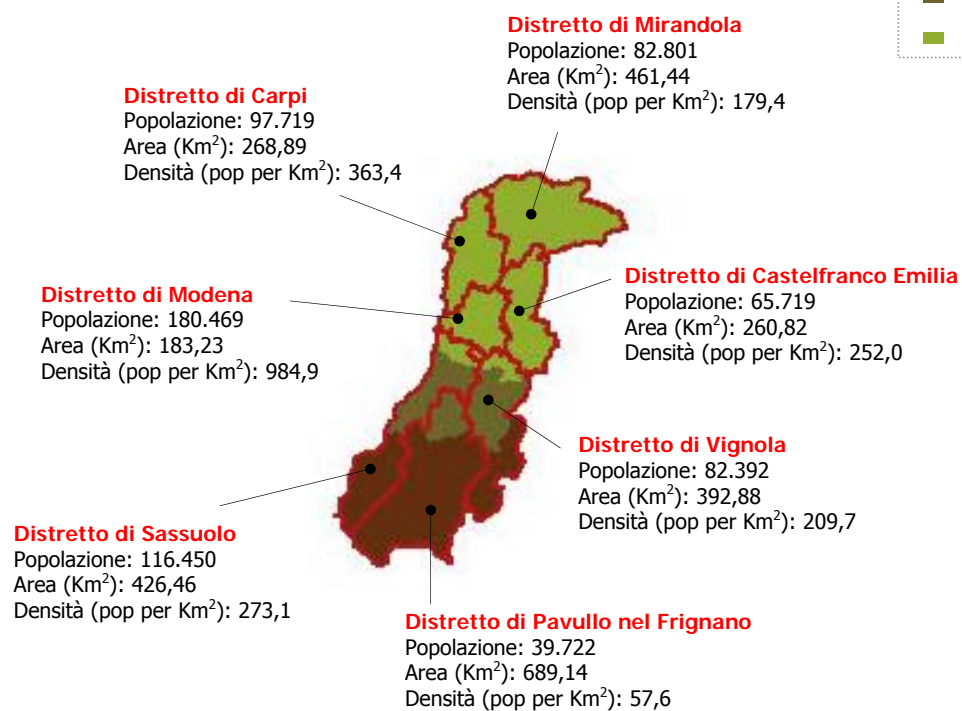 Distretto di Mirandola
Popolazione: 82.801
Area (Km²): 461,44
Densità (pop per Km²): 179,4
Distretto di Carpi
Popolazione: 97.719
Area (Km²): 268,89
Densità (pop per Km²): 363,4
Distretto di Castelfranco Emilia
Popolazione: 65.719
Area (Km²): 260,82
Densità (pop per Km²): 252,0
Distretto di Modena
Popolazione: 180.469
Area (Km²): 183,23
Densità (pop per Km²): 984,9
Distretto di Vignola
Popolazione: 82.392
Area (Km²): 392,88
Densità (pop per Km²): 209,7
Distretto di Sassuolo
Popolazione: 116.450
Area (Km²): 426,46
Densità (pop per Km²): 273,1
Distretto di Pavullo nel Frignano
Popolazione: 39.722
Area (Km²): 689,14
Densità (pop per Km²): 57,6